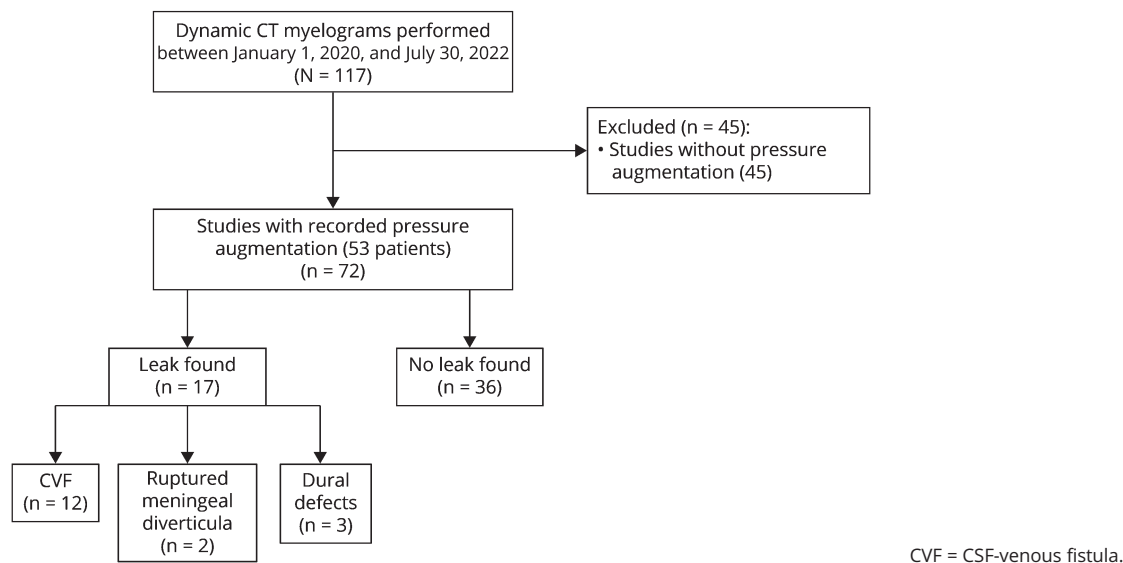 Dynamic CT myelograms performed
between January 1, 2020, and July 30, 2022
(N = 117)
Excluded (n = 45):
• Studies without pressure
augmentation (45)
Studies with recorded pressure
augmentation (53 patients)
(n = 72)
Leak found
(n = 17)
No leak found
(n = 36)
CVF
(n = 12)
Ruptured
meningeal
diverticula
(n = 2)
Dural
defects
(n = 3)
CVF = CSF-venous fistula.